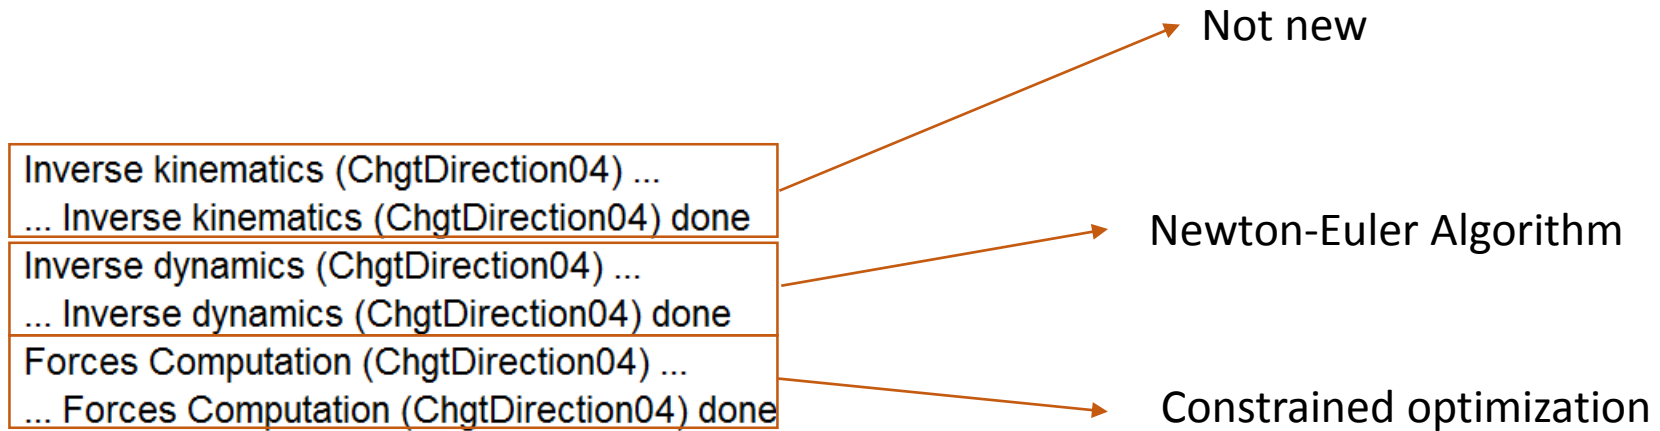 Not new
Inverse kinematics (ChgtDirection04) ...
... Inverse kinematics (ChgtDirection04) done
Newton-Euler Algorithm
Inverse dynamics (ChgtDirection04) ...
... Inverse dynamics (ChgtDirection04) done
Forces Computation (ChgtDirection04) ...
... Forces Computation (ChgtDirection04) done
Constrained optimization